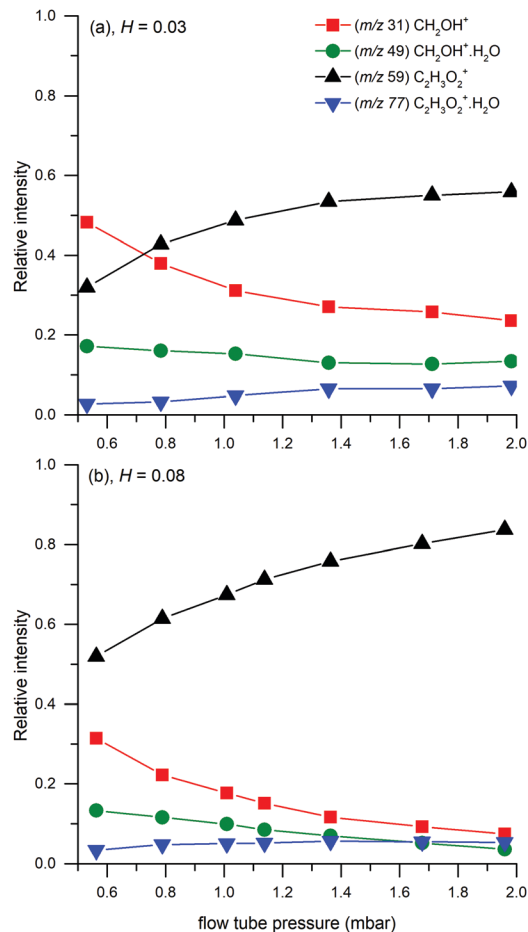 (a), H = 0.03
(m/z 31) CH₂OH⁺
(m/z 49) CH₂OH⁺.H₂O
(m/z 59) C₂H₃O₂⁺
(m/z 77) C₂H₃O₂⁺.H₂O
1.0
0.8
0.6
0.4
0.2
0.0
Relative intensity
0.6 0.8 1.0 1.2 1.4 1.6 1.8 2.0
(b), H = 0.08
1.0
0.8
0.6
0.4
0.2
0.0
Relative intensity
0.6 0.8 1.0 1.2 1.4 1.6 1.8 2.0
flow tube pressure (mbar)